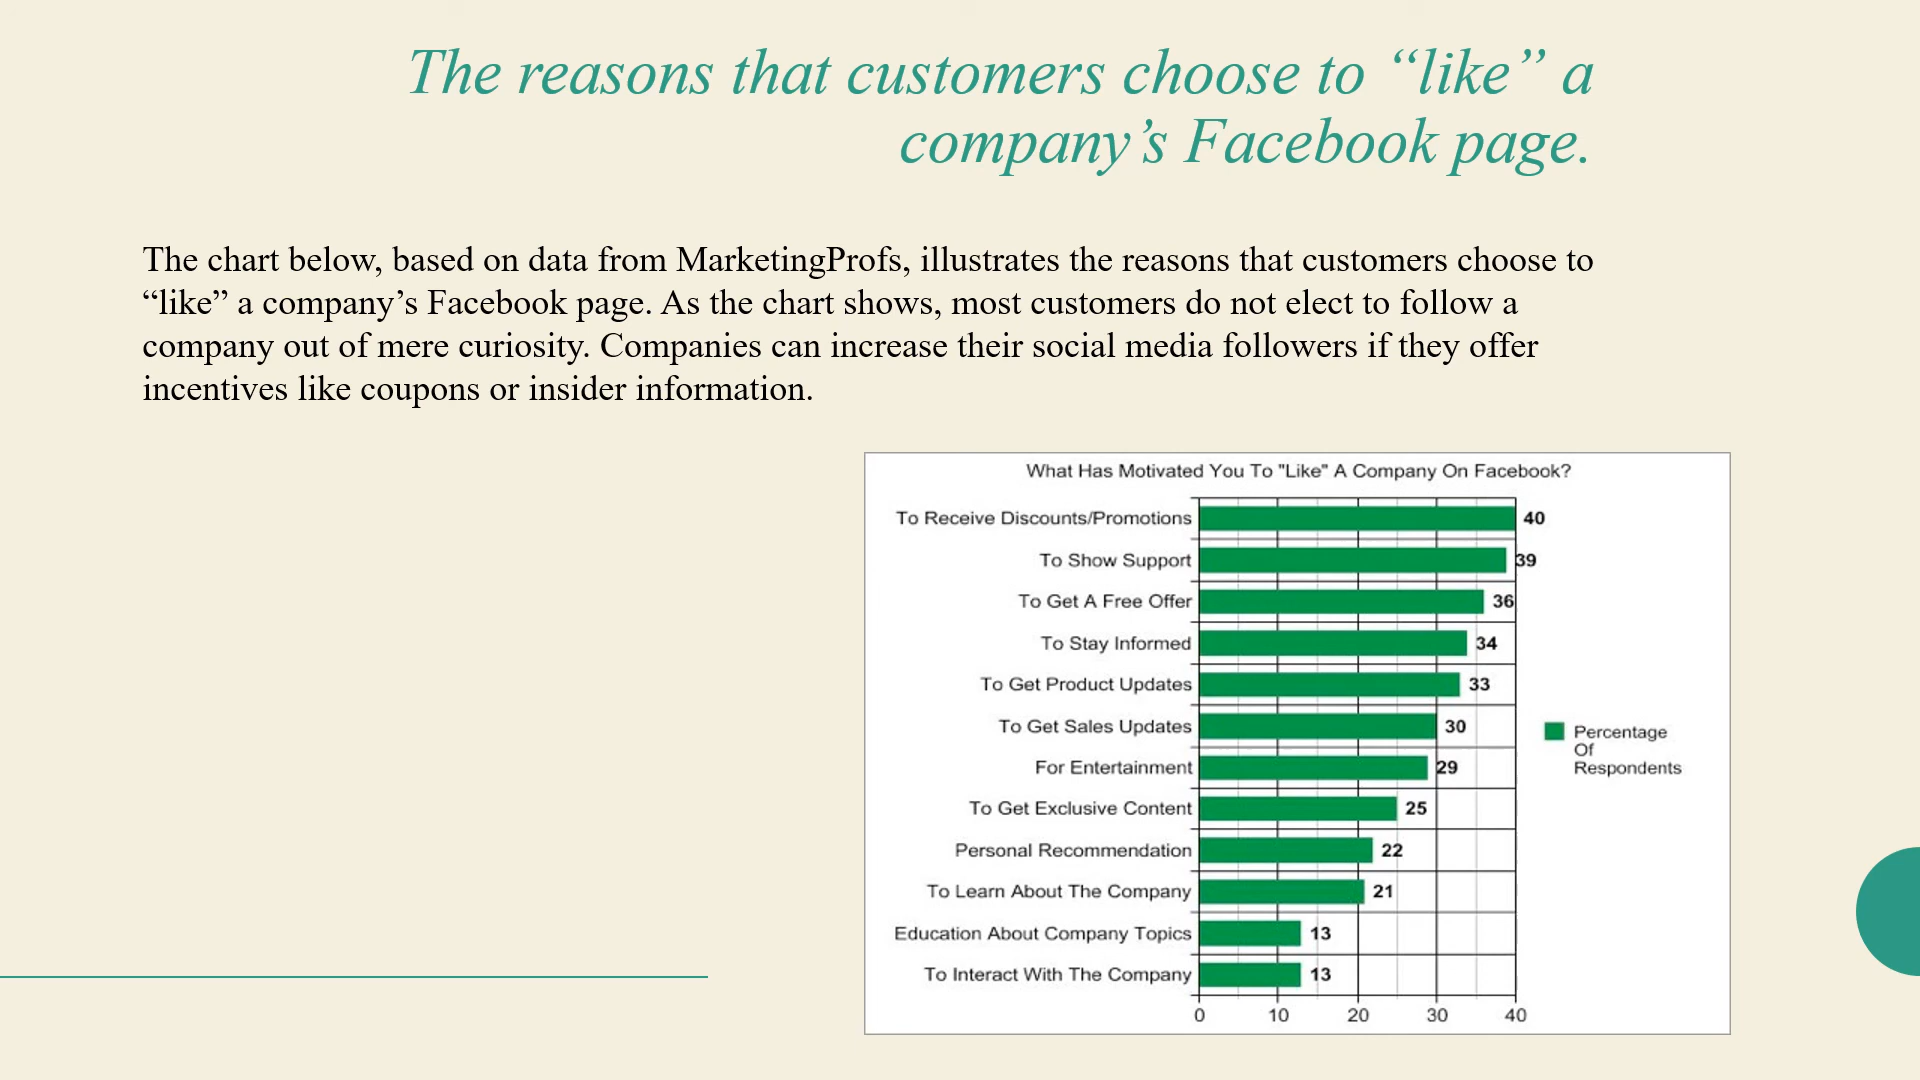 The reasons that customers choose to “like” a
company’s Facebook page.
The chart below, based on data from MarketingProfs, illustrates the reasons that customers choose to
“like” a company’s Facebook page. As the chart shows, most customers do not elect to follow a
company out of mere curiosity. Companies can increase their social media followers if they offer
incentives like coupons or insider information.
What Has Motivated You To "Like" A Company On Facebook?
To Receive Discounts/Promotions 40
To Show Support 39
To Get A Free Offer 36
To Stay Informed 34
To Get Product Updates 33
To Get Sales Updates 30
For Entertainment 29
To Get Exclusive Content 25
Personal Recommendation 22
To Learn About The Company 21
Education About Company Topics 13
To Interact With The Company 13
0 10 20 30 40
Percentage
Of
Respondents